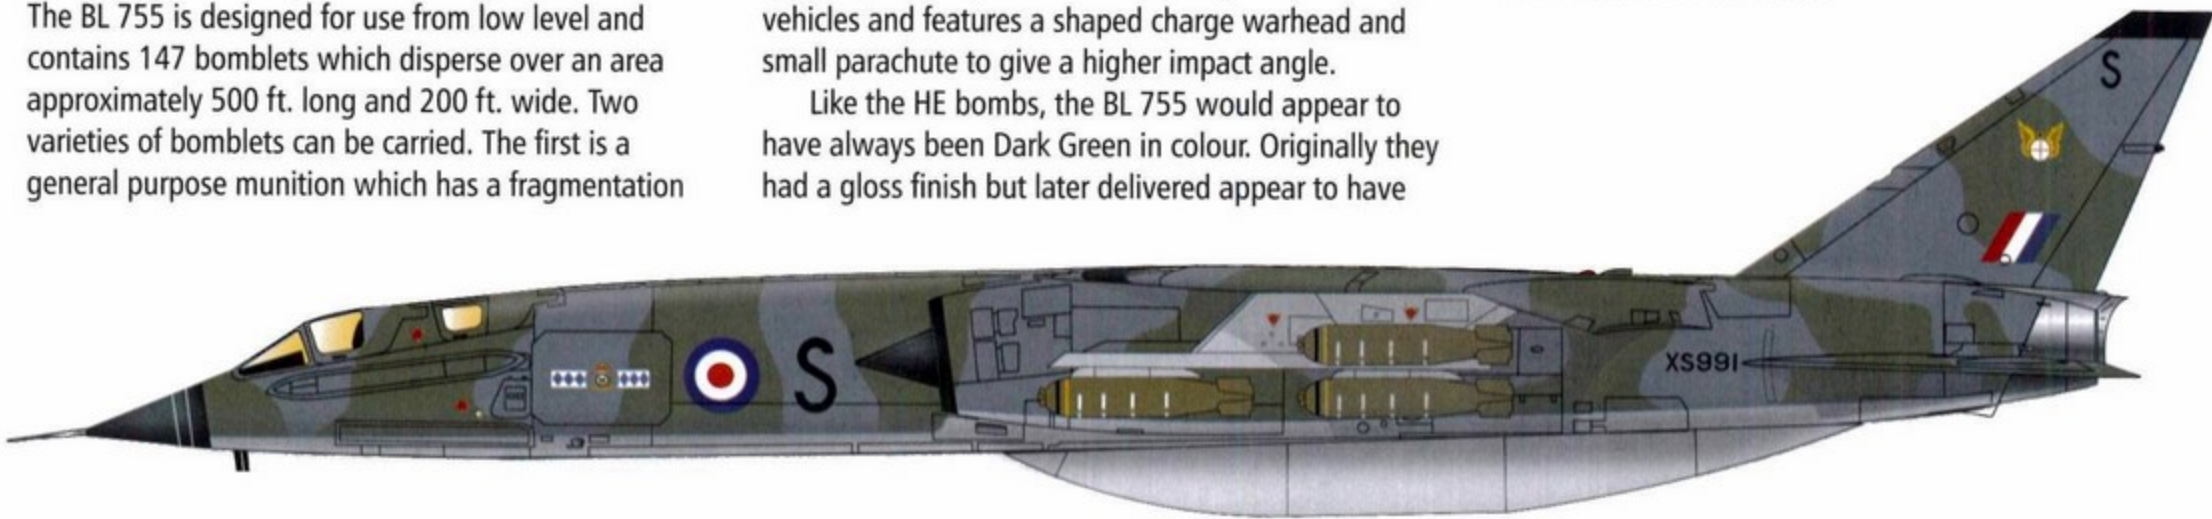 The BL 755 is designed for use from low level and
contains 147 bomblets which disperse over an area
approximately 500 ft. long and 200 ft. wide. Two
varieties of bomblets can be carried. The first is a
general purpose munition which has a fragmentation
vehicles and features a shaped charge warhead and
small parachute to give a higher impact angle.
Like the HE bombs, the BL 755 would appear to
have always been Dark Green in colour. Originally they
had a gloss finish but later delivered appear to have
S
S
XS991